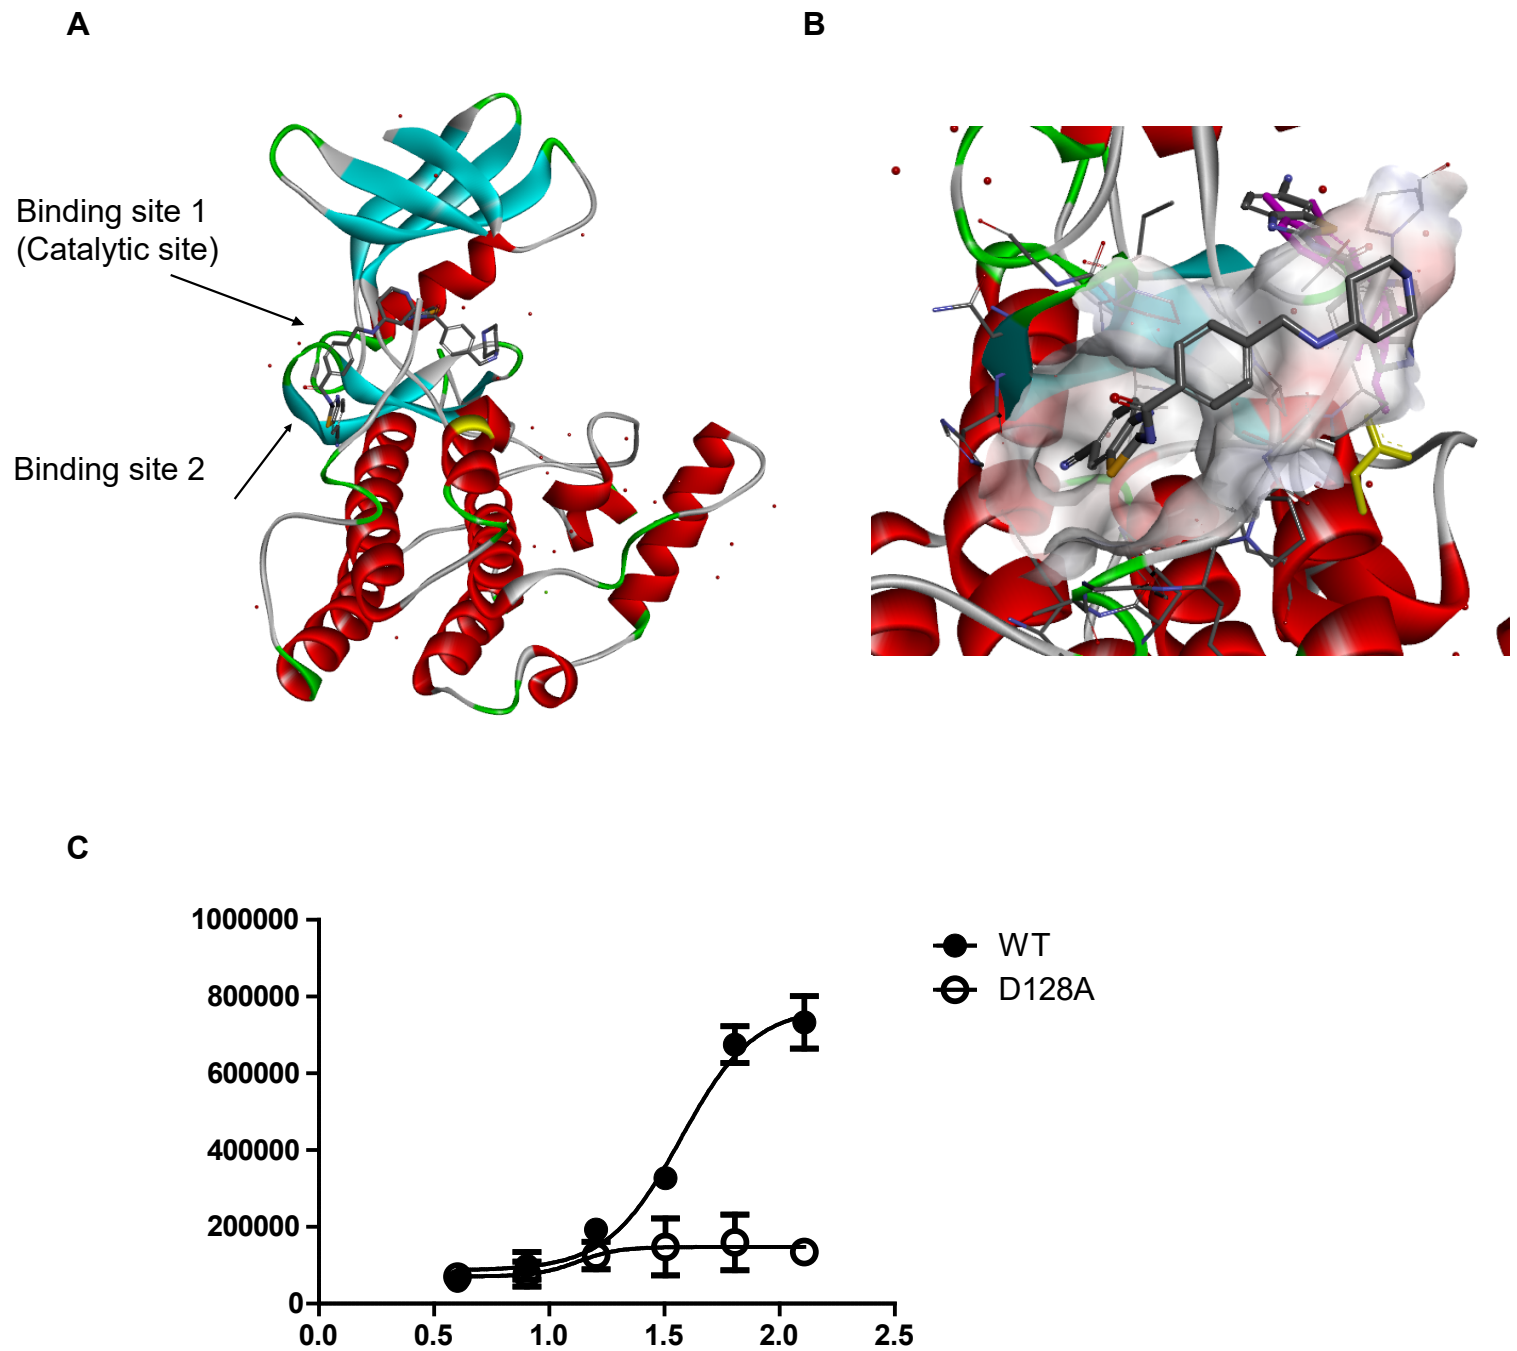 A
B
Binding site 1
(Catalytic site)
Binding site 2
C
1000000
800000
600000
400000
200000
0
0.0 0.5 1.0 1.5 2.0 2.5
WT
D128A